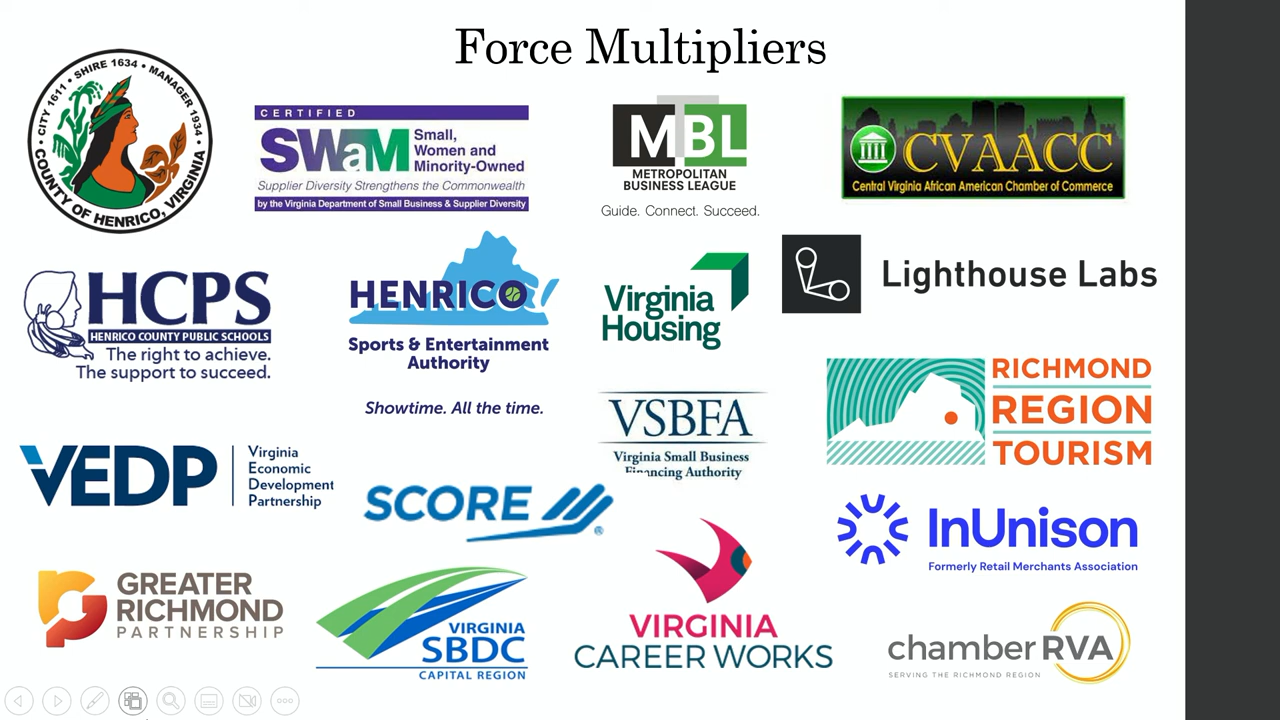 Force Multipliers
CITY 1611 • SHIRE 1634 • MANAGER 1934
• COUNTY OF HENRICO, VIRGINIA •
CERTIFIED
SWaM
Small,
Women and
Minority-Owned
Supplier Diversity Strengthens the Commonwealth
by the Virginia Department of Small Business & Supplier Diversity
MBL
METROPOLITAN
BUSINESS LEAGUE
Guide. Connect. Succeed.
CVAACC
Central Virginia African American Chamber of Commerce
HCPS
HENRICO COUNTY PUBLIC SCHOOLS
The right to achieve.
The support to succeed.
HENRICO
Sports & Entertainment
Authority
Showtime. All the time.
Virginia
Housing
Lighthouse Labs
VSBFA
Virginia Small Business
Financing Authority
RICHMOND
REGION
TOURISM
VEDP
Virginia
Economic
Development
Partnership
SCORE
®
InUnison
Formerly Retail Merchants Association
GREATER
RICHMOND
PARTNERSHIP
VIRGINIA
SBDC
CAPITAL REGION
VIRGINIA
CAREER WORKS
chamberRVA
SERVING THE RICHMOND REGION